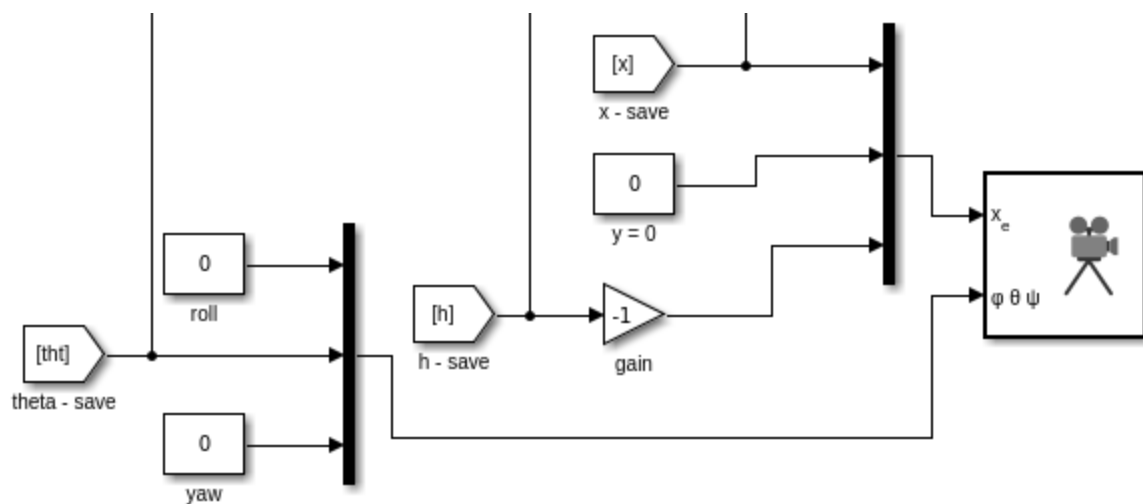 [x]
x - save
0
y = 0
xe
φ θ ψ
0
roll
[h]
h - save
-1
gain
[tht]
theta - save
0
yaw